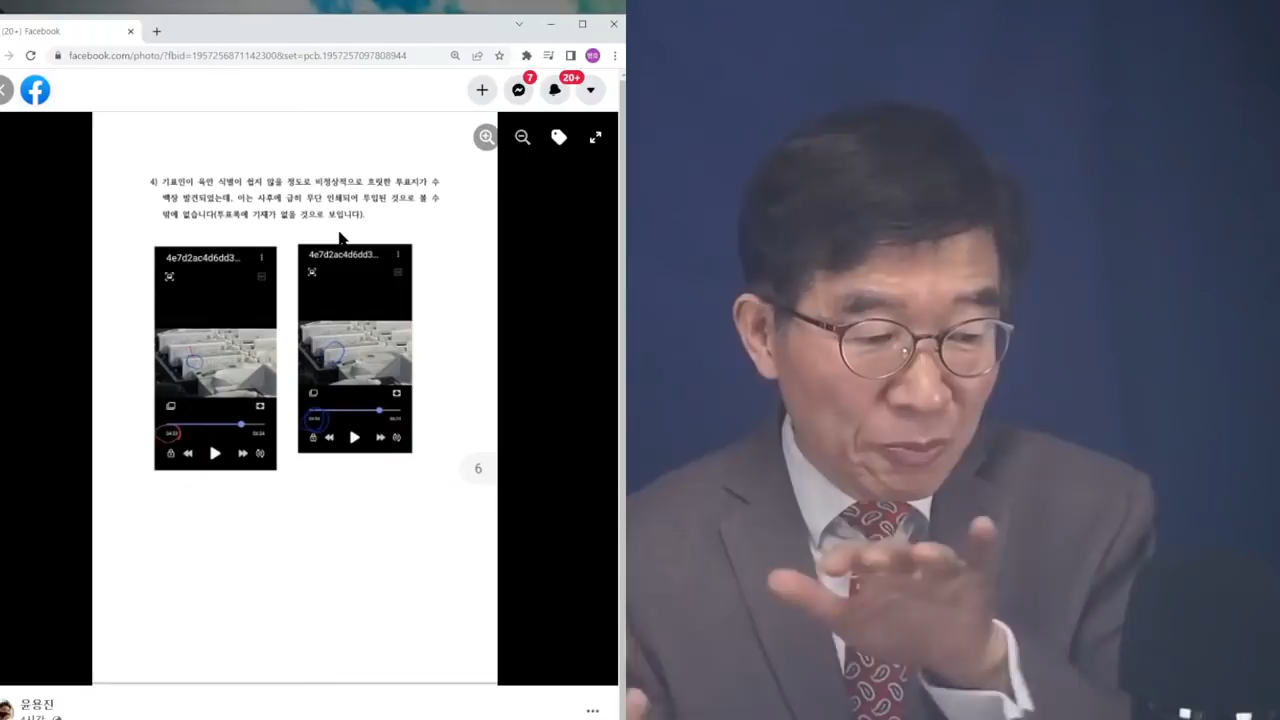 (20+) Facebook
facebook.com/photo/?fbid=1957256871142300&set=pcb.1957257097808944
7
20+
4) 기표인이 육안 식별이 쉽지 않을 정도로 비정상적으로 흐릿한 투표지가 수
백장 발견되었는데, 이는 사후에 급히 무단 인쇄되어 투입된 것으로 볼 수
밖에 없습니다(투표록에 기재가 없을 것으로 보입니다).
4e7d2ac4d6dd3...
4e7d2ac4d6dd3...
6
윤용진
4시간